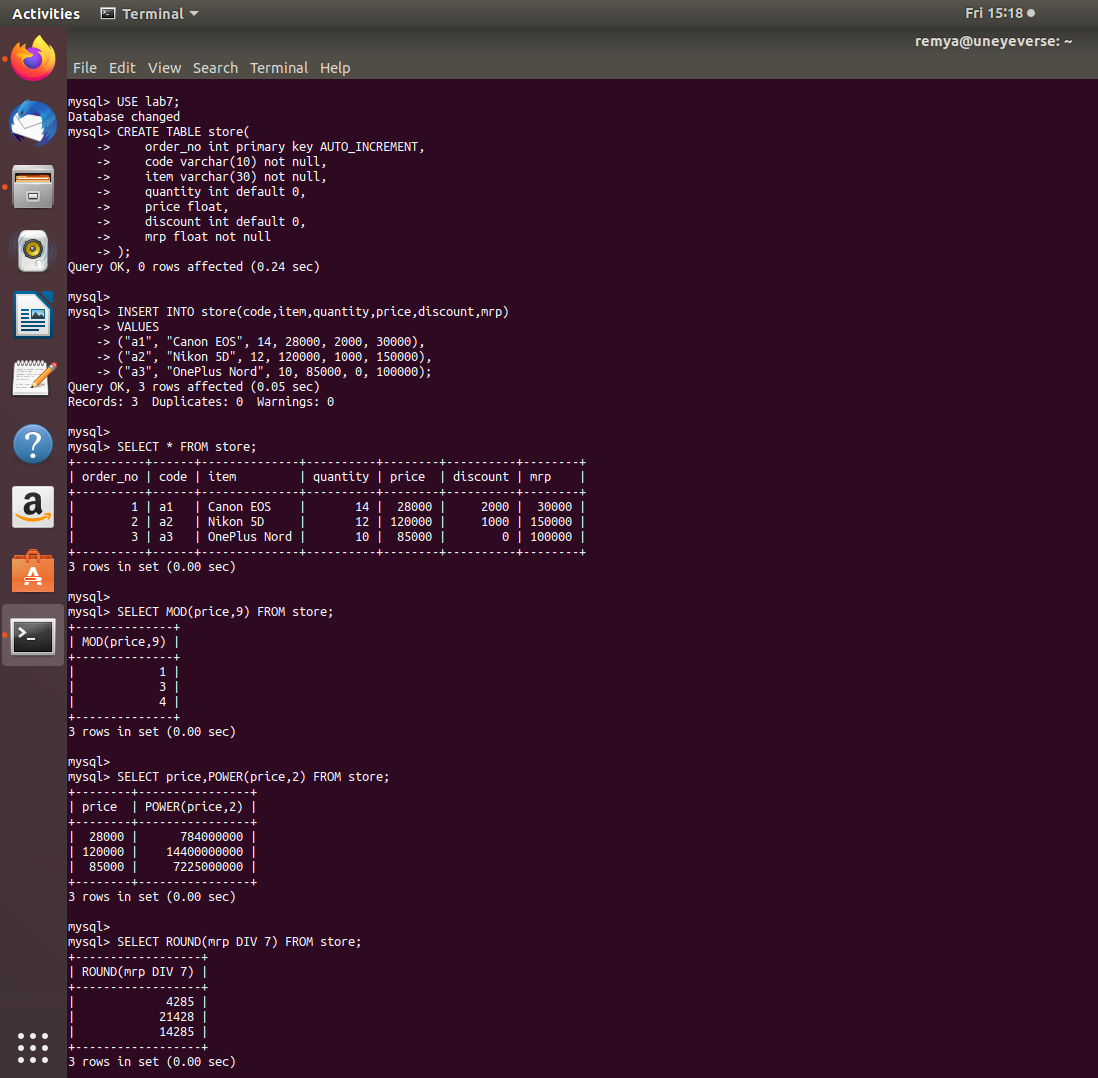 Activities Terminal Fri 15:18
remya@uneyeverse: ~
File Edit View Search Terminal Help
mysql> USE lab7;
Database changed
mysql> CREATE TABLE store(
    ->     order_no int primary key AUTO_INCREMENT,
    ->     code varchar(10) not null,
    ->     item varchar(30) not null,
    ->     quantity int default 0,
    ->     price float,
    ->     discount int default 0,
    ->     mrp float not null
    -> );
Query OK, 0 rows affected (0.24 sec)

mysql>
mysql> INSERT INTO store(code,item,quantity,price,discount,mrp)
    -> VALUES
    -> ("a1", "Canon EOS", 14, 28000, 2000, 30000),
    -> ("a2", "Nikon 5D", 12, 120000, 1000, 150000),
    -> ("a3", "OnePlus Nord", 10, 85000, 0, 100000);
Query OK, 3 rows affected (0.05 sec)
Records: 3  Duplicates: 0  Warnings: 0

mysql>
mysql> SELECT * FROM store;
+----------+------+--------------+----------+--------+----------+--------+
| order_no | code | item         | quantity | price  | discount | mrp    |
+----------+------+--------------+----------+--------+----------+--------+
|        1 | a1   | Canon EOS    |       14 |  28000 |     2000 |  30000 |
|        2 | a2   | Nikon 5D     |       12 | 120000 |     1000 | 150000 |
|        3 | a3   | OnePlus Nord |       10 |  85000 |        0 | 100000 |
+----------+------+--------------+----------+--------+----------+--------+
3 rows in set (0.00 sec)

mysql>
mysql> SELECT MOD(price,9) FROM store;
+--------------+
| MOD(price,9) |
+--------------+
|            1 |
|            3 |
|            4 |
+--------------+
3 rows in set (0.00 sec)

mysql>
mysql> SELECT price,POWER(price,2) FROM store;
+--------+----------------+
| price  | POWER(price,2) |
+--------+----------------+
|  28000 |      784000000 |
| 120000 |    14400000000 |
|  85000 |     7225000000 |
+--------+----------------+
3 rows in set (0.00 sec)

mysql>
mysql> SELECT ROUND(mrp DIV 7) FROM store;
+------------------+
| ROUND(mrp DIV 7) |
+------------------+
|             4285 |
|            21428 |
|            14285 |
+------------------+
3 rows in set (0.00 sec)